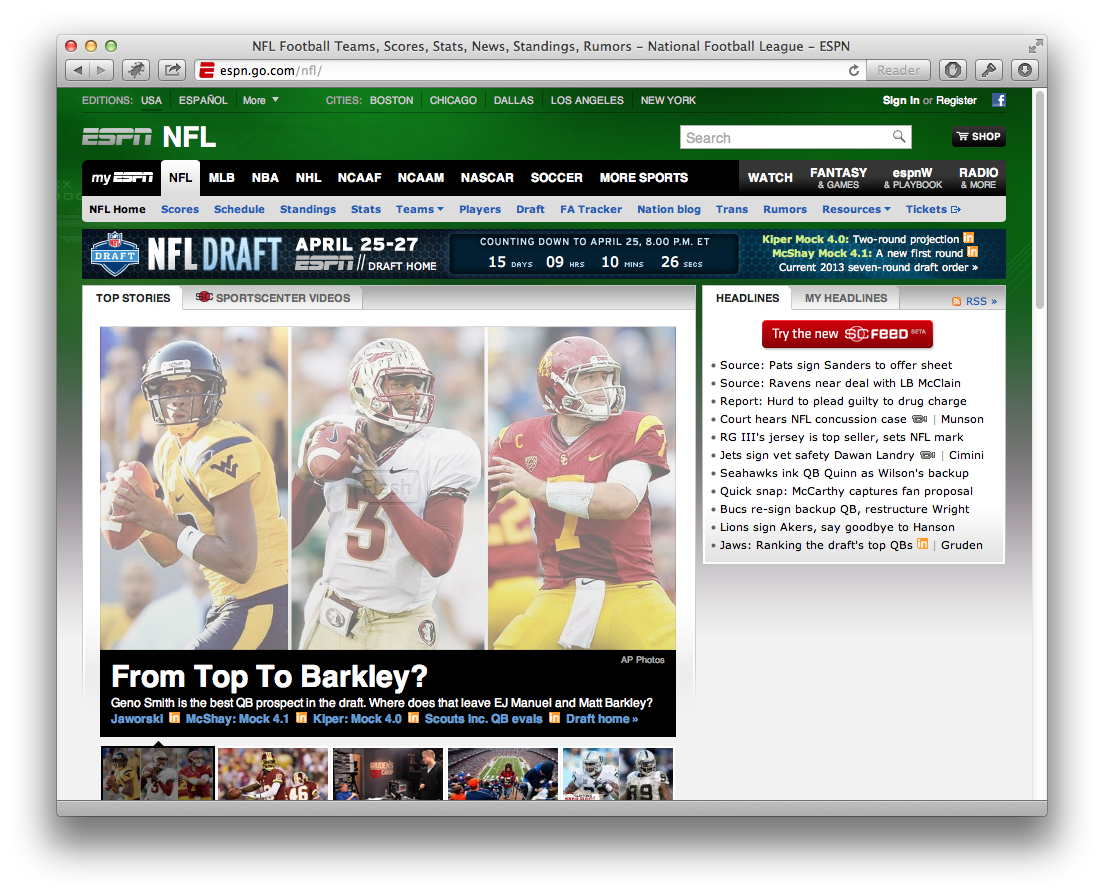 NFL Football Teams, Scores, Stats, News, Standings, Rumors – National Football League – ESPN
espn.go.com/nfl/
Reader
EDITIONS: USA ESPAÑOL More CITIES: BOSTON CHICAGO DALLAS LOS ANGELES NEW YORK Sign In or Register
ESPN NFL Search SHOP
my ESPN NFL MLB NBA NHL NCAAF NCAAM NASCAR SOCCER MORE SPORTS WATCH FANTASY & GAMES espnW & PLAYBOOK RADIO & MORE
NFL Home Scores Schedule Standings Stats Teams Players Draft FA Tracker Nation blog Trans Rumors Resources Tickets
DRAFT NFL DRAFT APRIL 25-27
ESPN // DRAFT HOME
COUNTING DOWN TO APRIL 25, 8.00 P.M. ET
15 DAYS 09 HRS 10 MINS 26 SECS
Kiper Mock 4.0: Two-round projection in
McShay Mock 4.1: A new first round in
Current 2013 seven-round draft order »
TOP STORIES SC SPORTSCENTER VIDEOS
Flash
3
7
AP Photos
From Top To Barkley?
Geno Smith is the best QB prospect in the draft. Where does that leave EJ Manuel and Matt Barkley?
Jaworski in McShay: Mock 4.1 in Kiper: Mock 4.0 in Scouts Inc. QB evals in Draft home »
HEADLINES MY HEADLINES RSS »
Try the new SC FEED BETA
• Source: Pats sign Sanders to offer sheet
• Source: Ravens near deal with LB McClain
• Report: Hurd to plead guilty to drug charge
• Court hears NFL concussion case | Munson
• RG III's jersey is top seller, sets NFL mark
• Jets sign vet safety Dawan Landry | Cimini
• Seahawks ink QB Quinn as Wilson's backup
• Quick snap: McCarthy captures fan proposal
• Bucs re-sign backup QB, restructure Wright
• Lions sign Akers, say goodbye to Hanson
• Jaws: Ranking the draft's top QBs in | Gruden